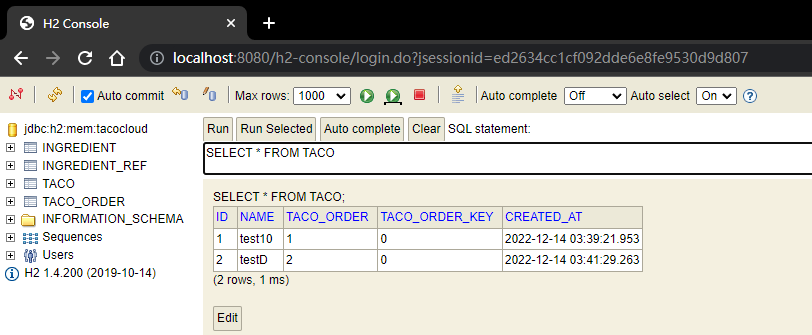 H2 Console
localhost:8080/h2-console/login.do?jsessionid=ed2634cc1cf092dde6e8fe9530d9d807
Auto commit Max rows: 1000 Auto complete Off Auto select On
jdbc:h2:mem:tacocloud
INGREDIENT
INGREDIENT_REF
TACO
TACO_ORDER
INFORMATION_SCHEMA
Sequences
Users
H2 1.4.200 (2019-10-14)
Run Run Selected Auto complete Clear SQL statement:
SELECT * FROM TACO
SELECT * FROM TACO;
ID NAME TACO_ORDER TACO_ORDER_KEY CREATED_AT
1 test10 1 0 2022-12-14 03:39:21.953
2 testD 2 0 2022-12-14 03:41:29.263
(2 rows, 1 ms)
Edit